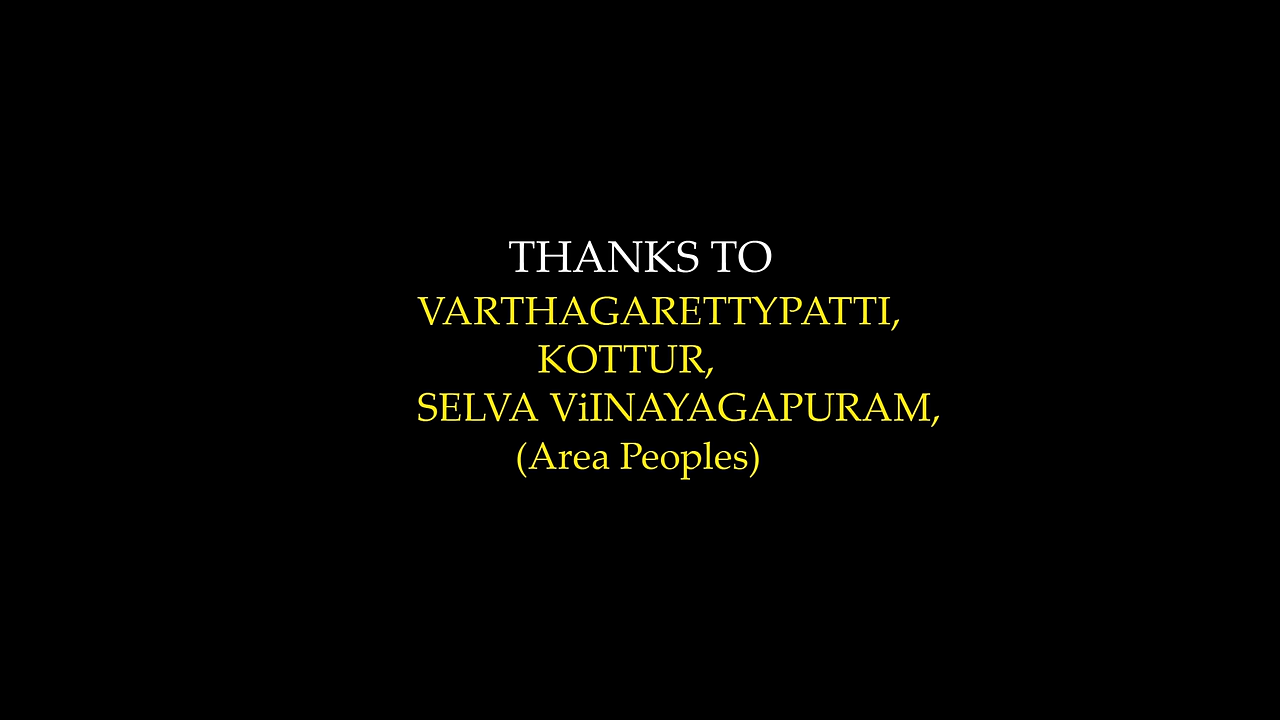 THANKS TO
VARTHAGARETTYPATTI,
KOTTUR,
SELVA ViINAYAGAPURAM,
(Area Peoples)